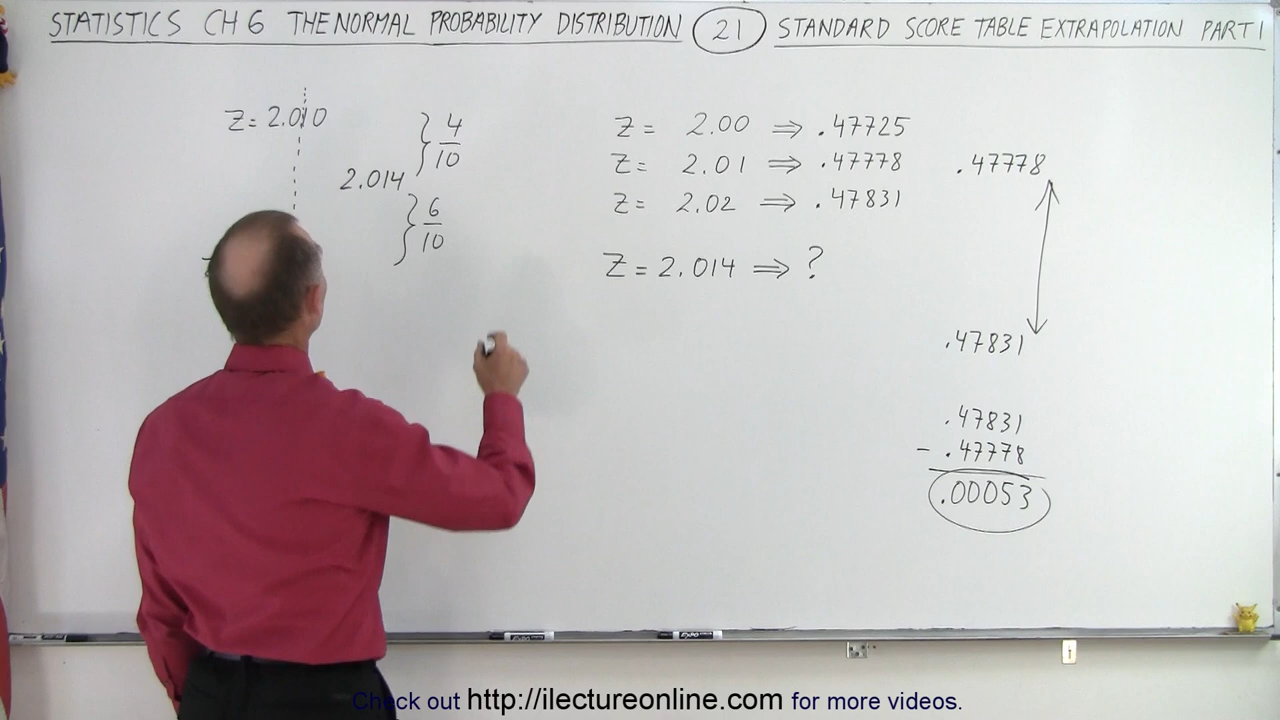 STATISTICS CH 6 THE NORMAL PROBABILITY DISTRIBUTION 21 STANDARD SCORE TABLE EXTRAPOLATION PART 1
Z = 2.010
} 4/10
2.014
} 6/10
Z = 2.00 ⇒ .47725
Z = 2.01 ⇒ .47778
Z = 2.02 ⇒ .47831
Z = 2.014 ⇒ ?
.47778
.47831
.47831
- .47778
.00053
EXPO
EXPO
Check out http://ilectureonline.com for more videos.